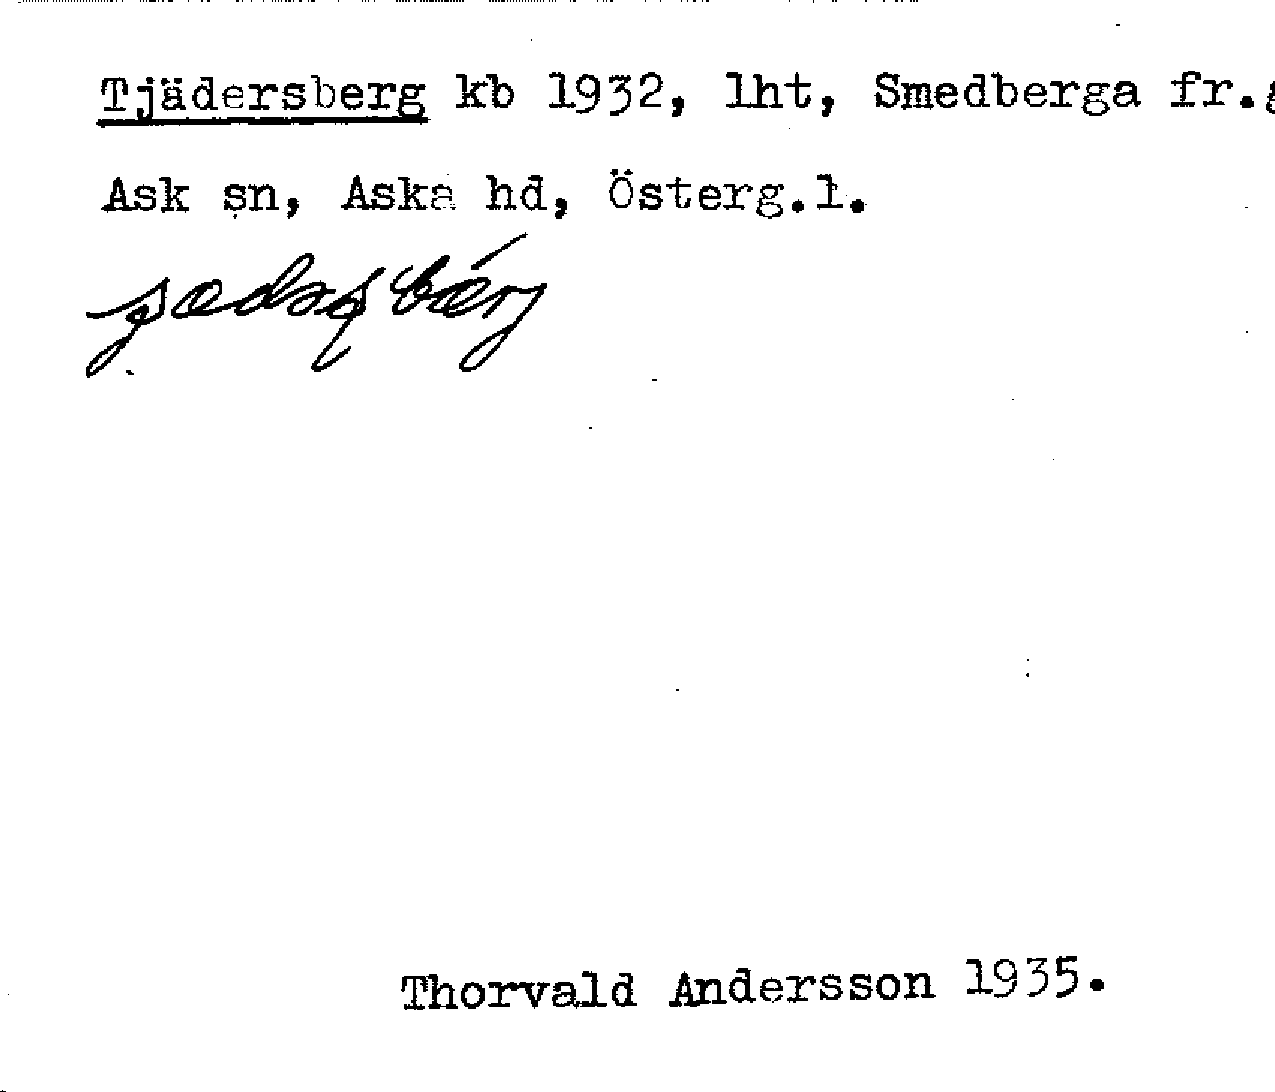 Tjädersberg kb 1932, lht, Smedberga fr.g
Ask sn, Aska hd, Österg.l.
Thorvald Andersson 1935.